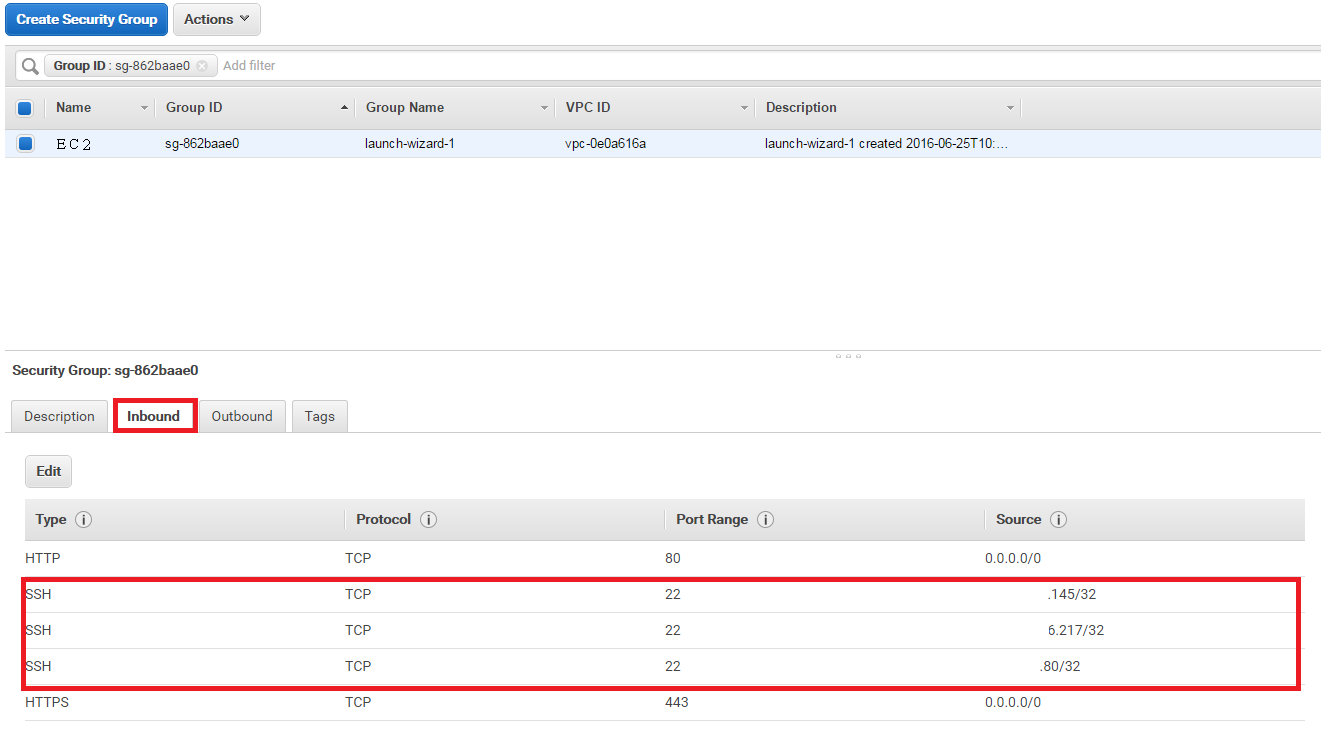 Create Security Group Actions
Group ID : sg-862baae0 Add filter
Name Group ID Group Name VPC ID Description
EC2 sg-862baae0 launch-wizard-1 vpc-0e0a616a launch-wizard-1 created 2016-06-25T10:...
Security Group: sg-862baae0
Description Inbound Outbound Tags
Edit
Type i Protocol i Port Range i Source i
HTTP TCP 80 0.0.0.0/0
SSH TCP 22 .145/32
SSH TCP 22 6.217/32
SSH TCP 22 .80/32
HTTPS TCP 443 0.0.0.0/0